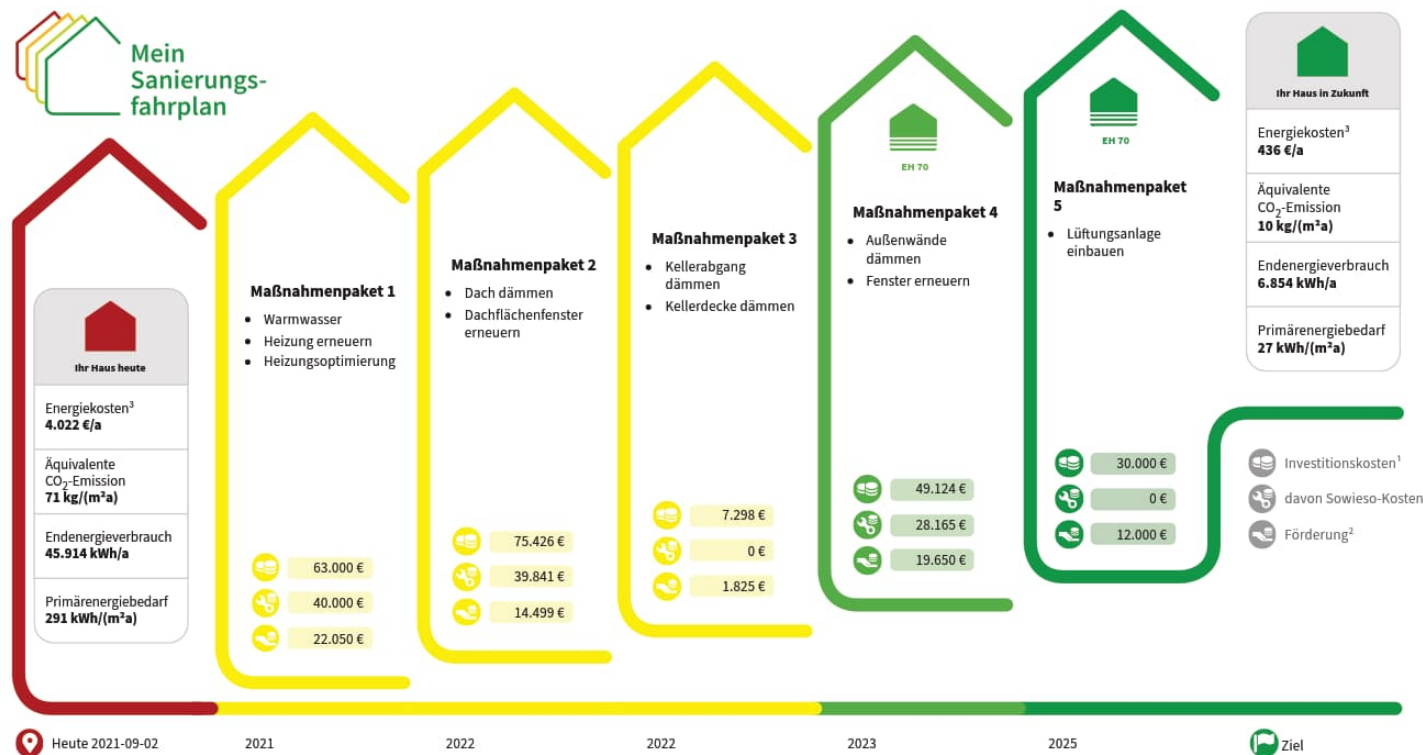 Mein
Sanierungs-
fahrplan
Ihr Haus heute
Energiekosten³
4.022 €/a
Äquivalente
CO₂-Emission
71 kg/(m²a)
Endenergieverbrauch
45.914 kWh/a
Primärenergiebedarf
291 kWh/(m²a)
Maßnahmenpaket 1
• Warmwasser
• Heizung erneuern
• Heizungsoptimierung
63.000 €
40.000 €
22.050 €
Maßnahmenpaket 2
• Dach dämmen
• Dachflächenfenster
erneuern
75.426 €
39.841 €
14.499 €
Maßnahmenpaket 3
• Kellerabgang
dämmen
• Kellerdecke dämmen
7.298 €
0 €
1.825 €
EH 70
Maßnahmenpaket 4
• Außenwände
dämmen
• Fenster erneuern
49.124 €
28.165 €
19.650 €
EH 70
Maßnahmenpaket
5
• Lüftungsanlage
einbauen
30.000 €
0 €
12.000 €
Ihr Haus in Zukunft
Energiekosten³
436 €/a
Äquivalente
CO₂-Emission
10 kg/(m²a)
Endenergieverbrauch
6.854 kWh/a
Primärenergiebedarf
27 kWh/(m²a)
Investitionskosten¹
davon Sowieso-Kosten
Förderung²
Heute 2021-09-02
2021
2022
2022
2023
2025
Ziel